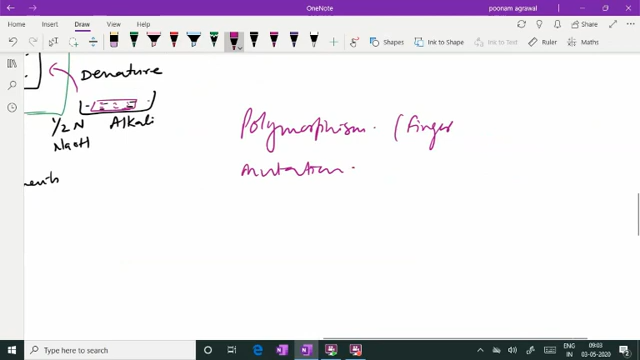 OneNote
poonam agrawal
Home Insert Draw View Help
Share
Ink to Shape Ink to Text Ruler Maths
Denature
1/2 N Alkali
NaOH
ments
Polymorphism. (Finger
mutation.
Type here to search
ENG 09:03
IN 03-05-2020